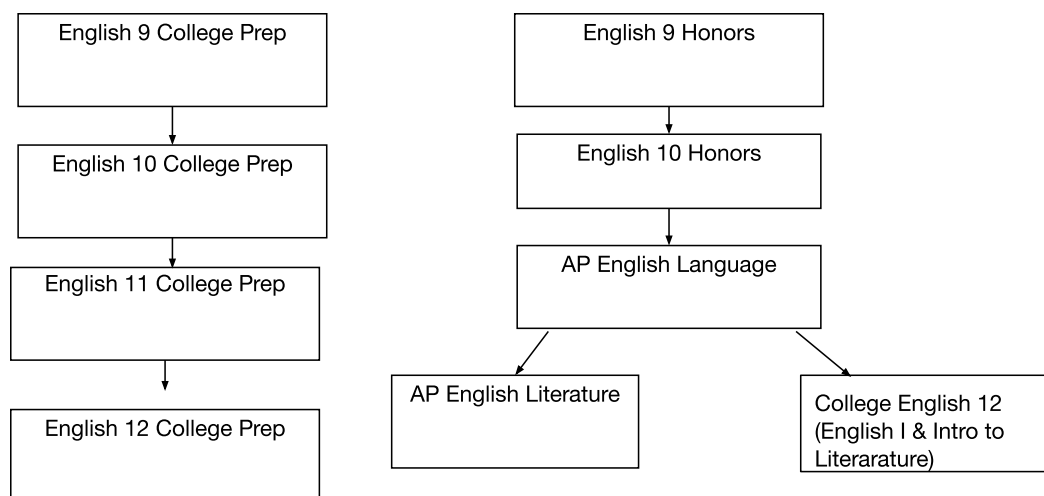 English 9 College Prep
English 10 College Prep
English 11 College Prep
English 12 College Prep
English 9 Honors
English 10 Honors
AP English Language
AP English Literature
College English 12
(English I & Intro to
Literarature)